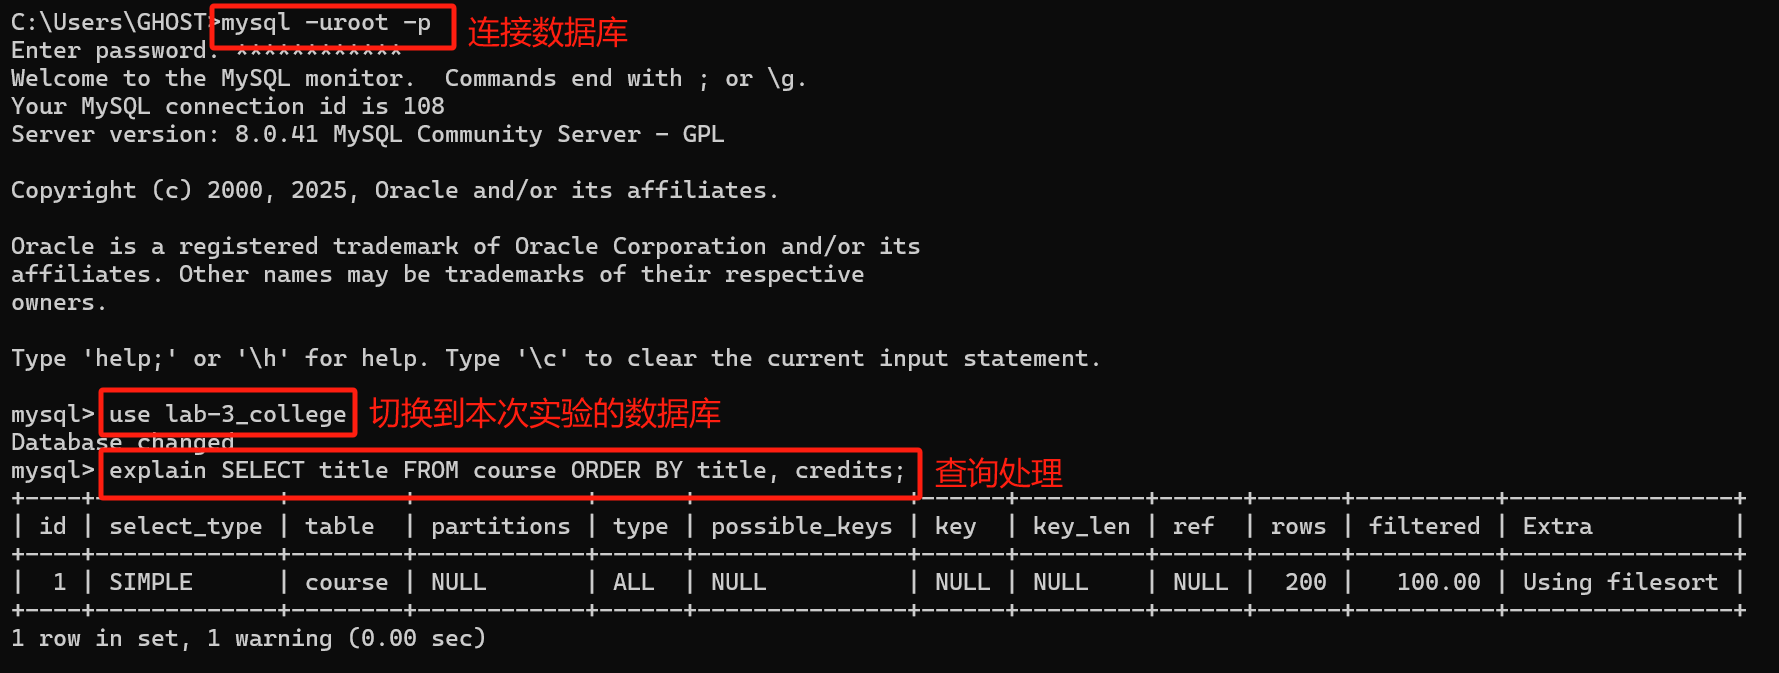 C:\Users\GHOST>mysql -uroot -p 连接数据库
Enter password: ************
Welcome to the MySQL monitor.  Commands end with ; or \g.
Your MySQL connection id is 108
Server version: 8.0.41 MySQL Community Server - GPL
Copyright (c) 2000, 2025, Oracle and/or its affiliates.
Oracle is a registered trademark of Oracle Corporation and/or its
affiliates. Other names may be trademarks of their respective
owners.
Type 'help;' or '\h' for help. Type '\c' to clear the current input statement.
mysql> use lab-3_college 切换到本次实验的数据库
Database changed
mysql> explain SELECT title FROM course ORDER BY title, credits; 查询处理
+----+-------------+--------+------------+------+---------------+------+---------+------+------+----------+----------------+
| id | select_type | table  | partitions | type | possible_keys | key  | key_len | ref  | rows | filtered | Extra          |
+----+-------------+--------+------------+------+---------------+------+---------+------+------+----------+----------------+
|  1 | SIMPLE      | course | NULL       | ALL  | NULL          | NULL | NULL    | NULL |  200 |   100.00 | Using filesort |
+----+-------------+--------+------------+------+---------------+------+---------+------+------+----------+----------------+
1 row in set, 1 warning (0.00 sec)